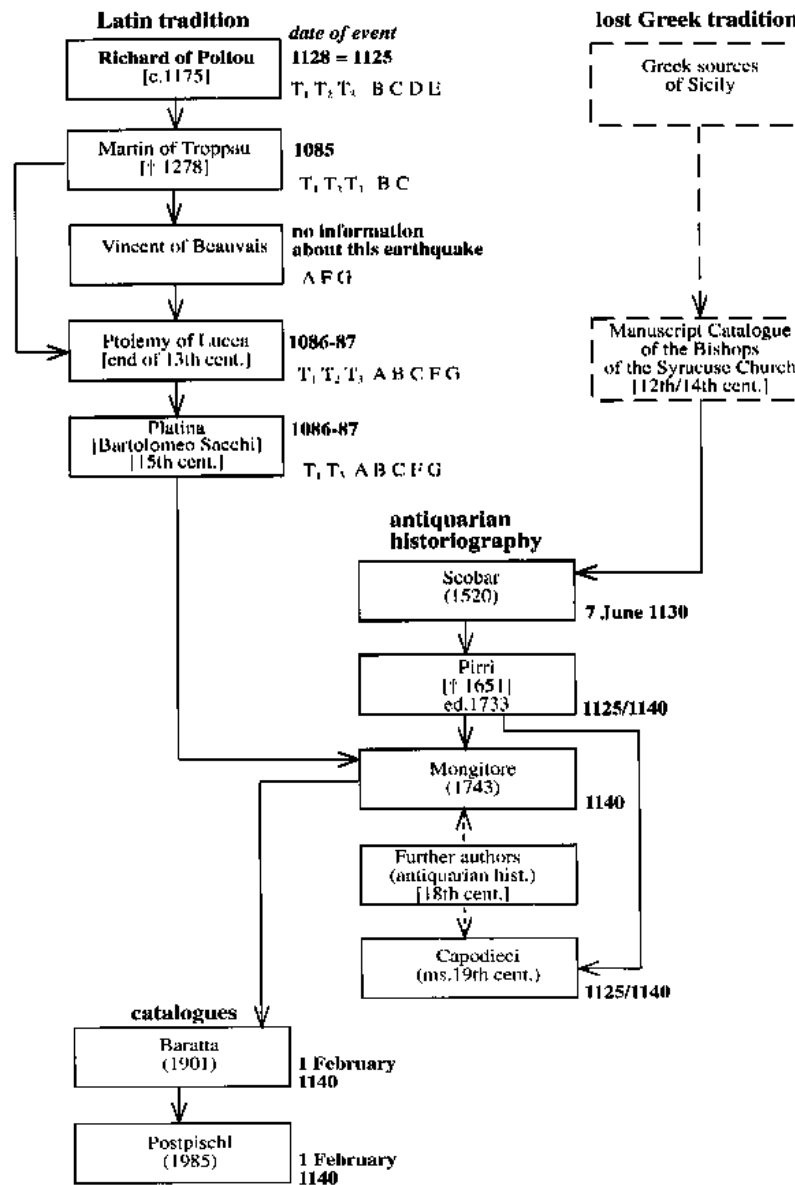 Latin tradition
date of event
Richard of Poitou
[c.1175]
1128 = 1125
T₁ T₂ T₃ B C D E
Martin of Troppau
[† 1278]
1085
T₁ T₂ T₃ B C
Vincent of Beauvais
no information
about this earthquake
A F G
Ptolemy of Lucca
[end of 13th cent.]
1086-87
T₁ T₂ T₃ A B C F G
Platina
[Bartolomeo Sacchi]
[15th cent.]
1086-87
T₁ T₃ A B C F G
lost Greek tradition
Greek sources
of Sicily
Manuscript Catalogue
of the Bishops
of the Syracuse Church
[12th/14th cent.]
antiquarian
historiography
Scobar
(1520)
7 June 1130
Pirri
[† 1651]
ed.1733
1125/1140
Mongitore
(1743)
1140
Further authors
(antiquarian hist.)
[18th cent.]
Capodieci
(ms.19th cent.)
1125/1140
catalogues
Baratta
(1901)
1 February
1140
Postpischl
(1985)
1 February
1140